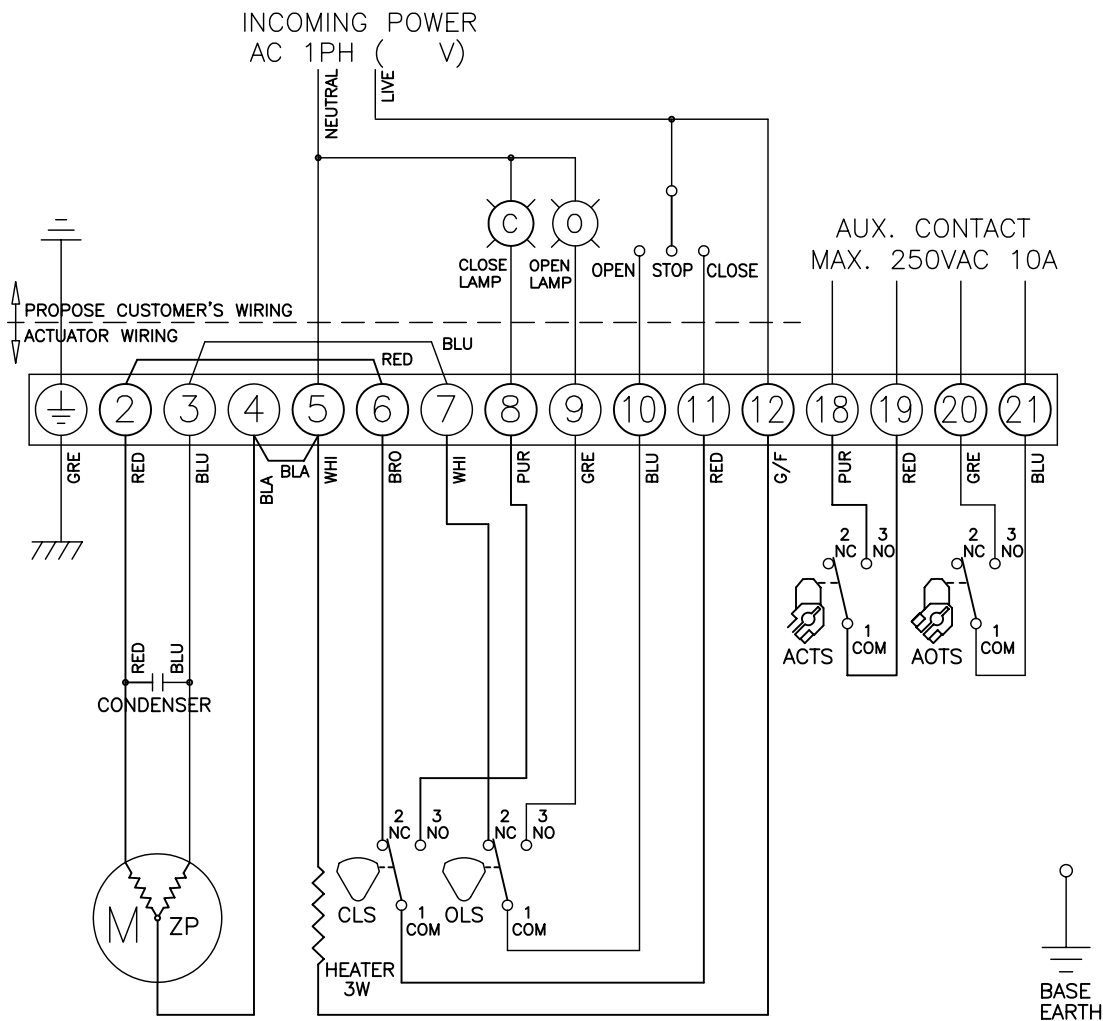 INCOMING POWER
AC 1PH ( V)
NEUTRAL
LIVE
C
O
CLOSE
LAMP
OPEN
LAMP
OPEN
STOP
CLOSE
AUX. CONTACT
MAX. 250VAC 10A
PROPOSE CUSTOMER'S WIRING
ACTUATOR WIRING
BLU
RED
2 3 4 5 6 7 8 9 10 11 12 18 19 20 21
GRE
RED
BLU
BLA
BLA
WHI
BRO
WHI
PUR
GRE
BLU
RED
G/F
PUR
RED
GRE
BLU
2
NC
3
NO
1
COM
ACTS
2
NC
3
NO
1
COM
AOTS
RED
BLU
CONDENSER
2
NC
3
NO
1
COM
CLS
2
NC
3
NO
1
COM
OLS
M
ZP
HEATER
3W
BASE
EARTH